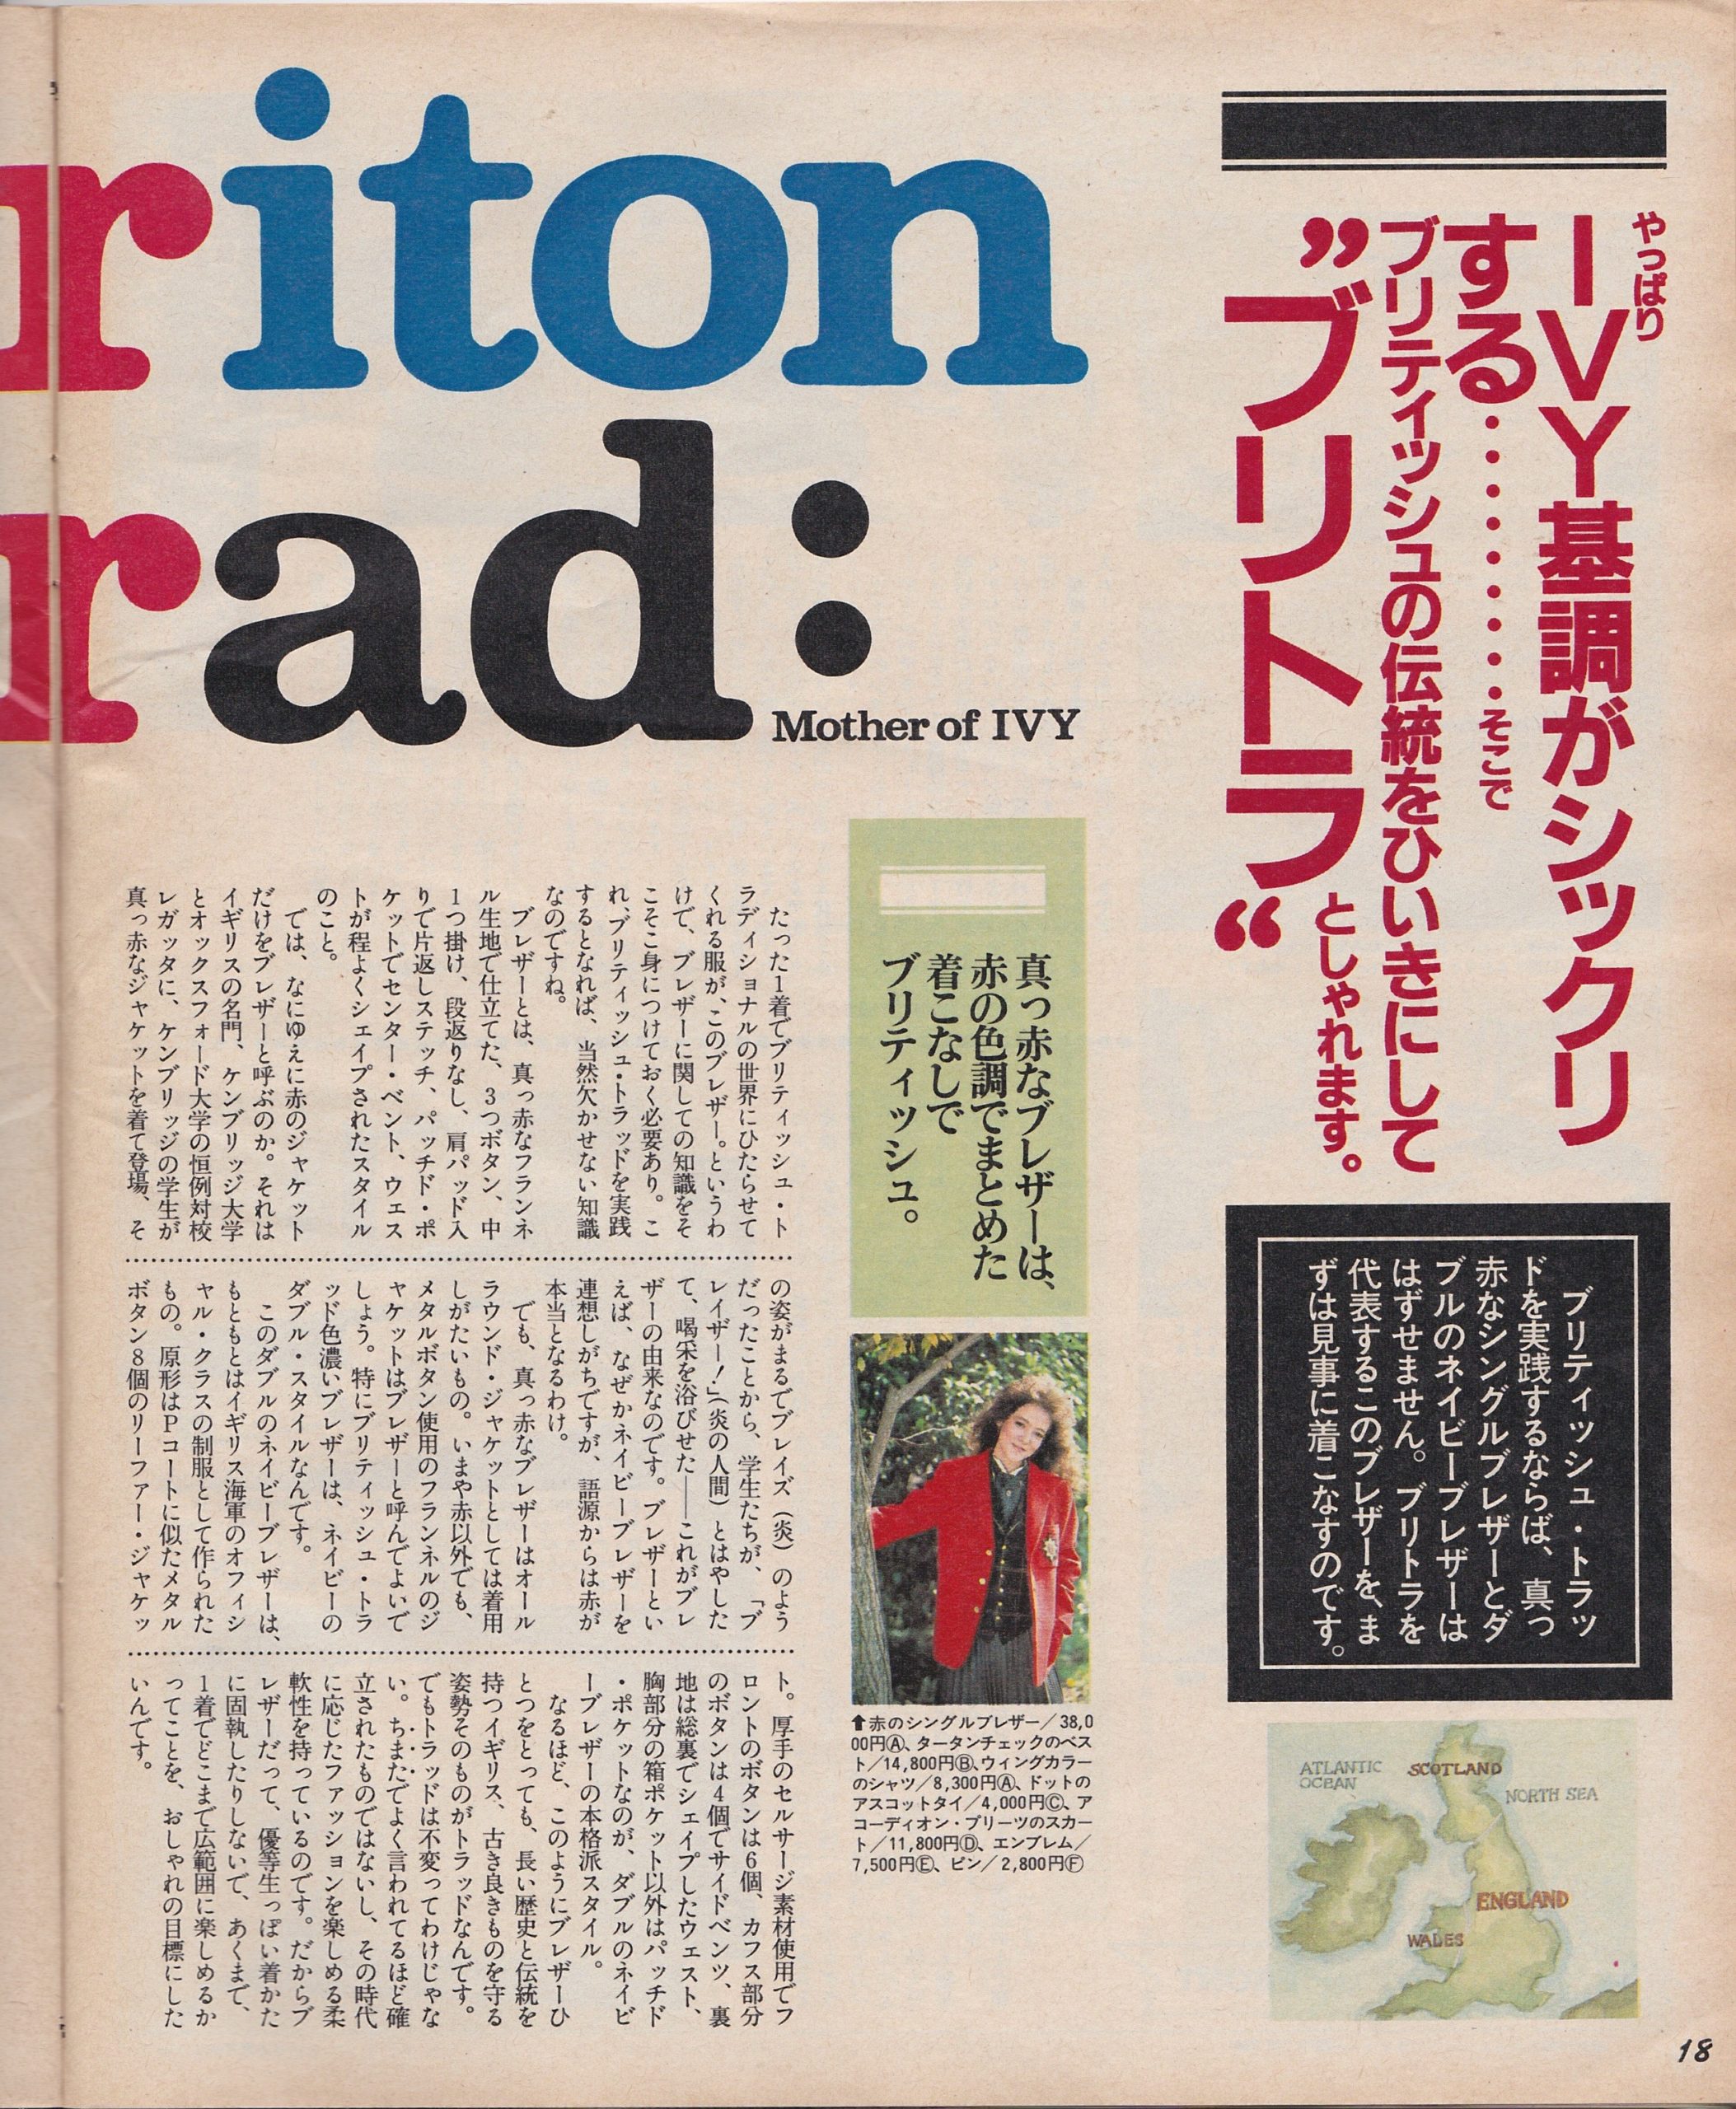 riton
rad:
Mother of IVY
やっぱり
IVY基調がシックリ
する・・・・・・・・・そこで
ブリティッシュの伝統をひいきにして
”ブリトラ“
としゃれます。
ブリティッシュ・トラッ
ドを実践するならば、真っ
赤なシングルブレザーとダ
ブルのネイビーブレザーは
はずせません。ブリトラを
代表するこのブレザーを、ま
ずは見事に着こなすのです。
ATLANTIC
OCEAN
SCOTLAND
NORTH SEA
ENGLAND
WADES
真っ赤なブレザーは、
赤の色調でまとめた
着こなしで
ブリティッシュ。
たった1着でブリティッシュ・ト
ラディショナルの世界にひたらせて
くれる服が、このブレザー。というわ
けで、ブレザーに関しての知識をそ
こそこ身につけておく必要あり。こ
れ、ブリティッシュ・トラッドを実践
するとなれば、当然欠かせない知識
なのですね。
ブレザーとは、真っ赤なフランネ
ル生地で仕立てた、3つボタン、中
1つ掛け、段返りなし、肩パッド入
りで片返しステッチ、パッチド・ポ
ケットでセンター・ベント、ウェス
トが程よくシェイプされたスタイル
のこと。
では、なにゆえに赤のジャケット
だけをブレザーと呼ぶのか。それは
イギリスの名門、ケンブリッジ大学
とオックスフォード大学の恒例対校
レガッタに、ケンブリッジの学生が
真っ赤なジャケットを着て登場、そ
の姿がまるでブレイズ（炎）のよう
だったことから、学生たちが、「ブ
レイザー！」（炎の人間）とはやした
て、喝采を浴びせた——これがブレ
ザーの由来なのです。ブレザーとい
えば、なぜかネイビーブレザーを
連想しがちですが、語源からは赤が
本当となるわけ。
でも、真っ赤なブレザーはオール
ラウンド・ジャケットとしては着用
しがたいもの。いまや赤以外でも、
メタルボタン使用のフランネルのジ
ャケットはブレザーと呼んでよいで
しょう。特にブリティッシュ・トラ
ッド色濃いブレザーは、ネイビーの
ダブル・スタイルなんです。
このダブルのネイビーブレザーは、
もともとはイギリス海軍のオフィシ
ャル・クラスの制服として作られた
もの。原形はPコートに似たメタル
ボタン8個のリーファー・ジャケッ
ト。厚手のセルサージ素材使用でフ
ロントのボタンは6個、カフス部分
のボタンは4個でサイドベンツ、裏
地は総裏でシェイプしたウェスト、
胸部分の箱ポケット以外はパッチド
・ポケットなのが、ダブルのネイビ
ーブレザーの本格派スタイル。
なるほど、このようにブレザーひ
とつをとっても、長い歴史と伝統を
持つイギリス、古き良きものを守る
姿勢そのものがトラッドなんです。
でもトラッドは不変ってわけじゃな
い。ちまたでよく言われてるほど確
立されたものではないし、その時代
に応じたファッションを楽しめる柔
軟性を持っているのです。だからブ
レザーだって、優等生っぽい着かた
に固執したりしないで、あくまで、
1着でどこまで広範囲に楽しめるか
ってことを、おしゃれの目標にした
いんです。
⬆赤のシングルブレザー／38,0
00円Ⓐ、タータンチェックのベス
ト／14,800円Ⓑ、ウィングカラー
のシャツ／8,300円Ⓐ、ドットの
アスコットタイ／4,000円Ⓒ、ア
コーディオン・プリーツのスカー
ト／11,800円Ⓓ、エンブレム／
7,500円Ⓔ、ピン／2,800円Ⓕ
18